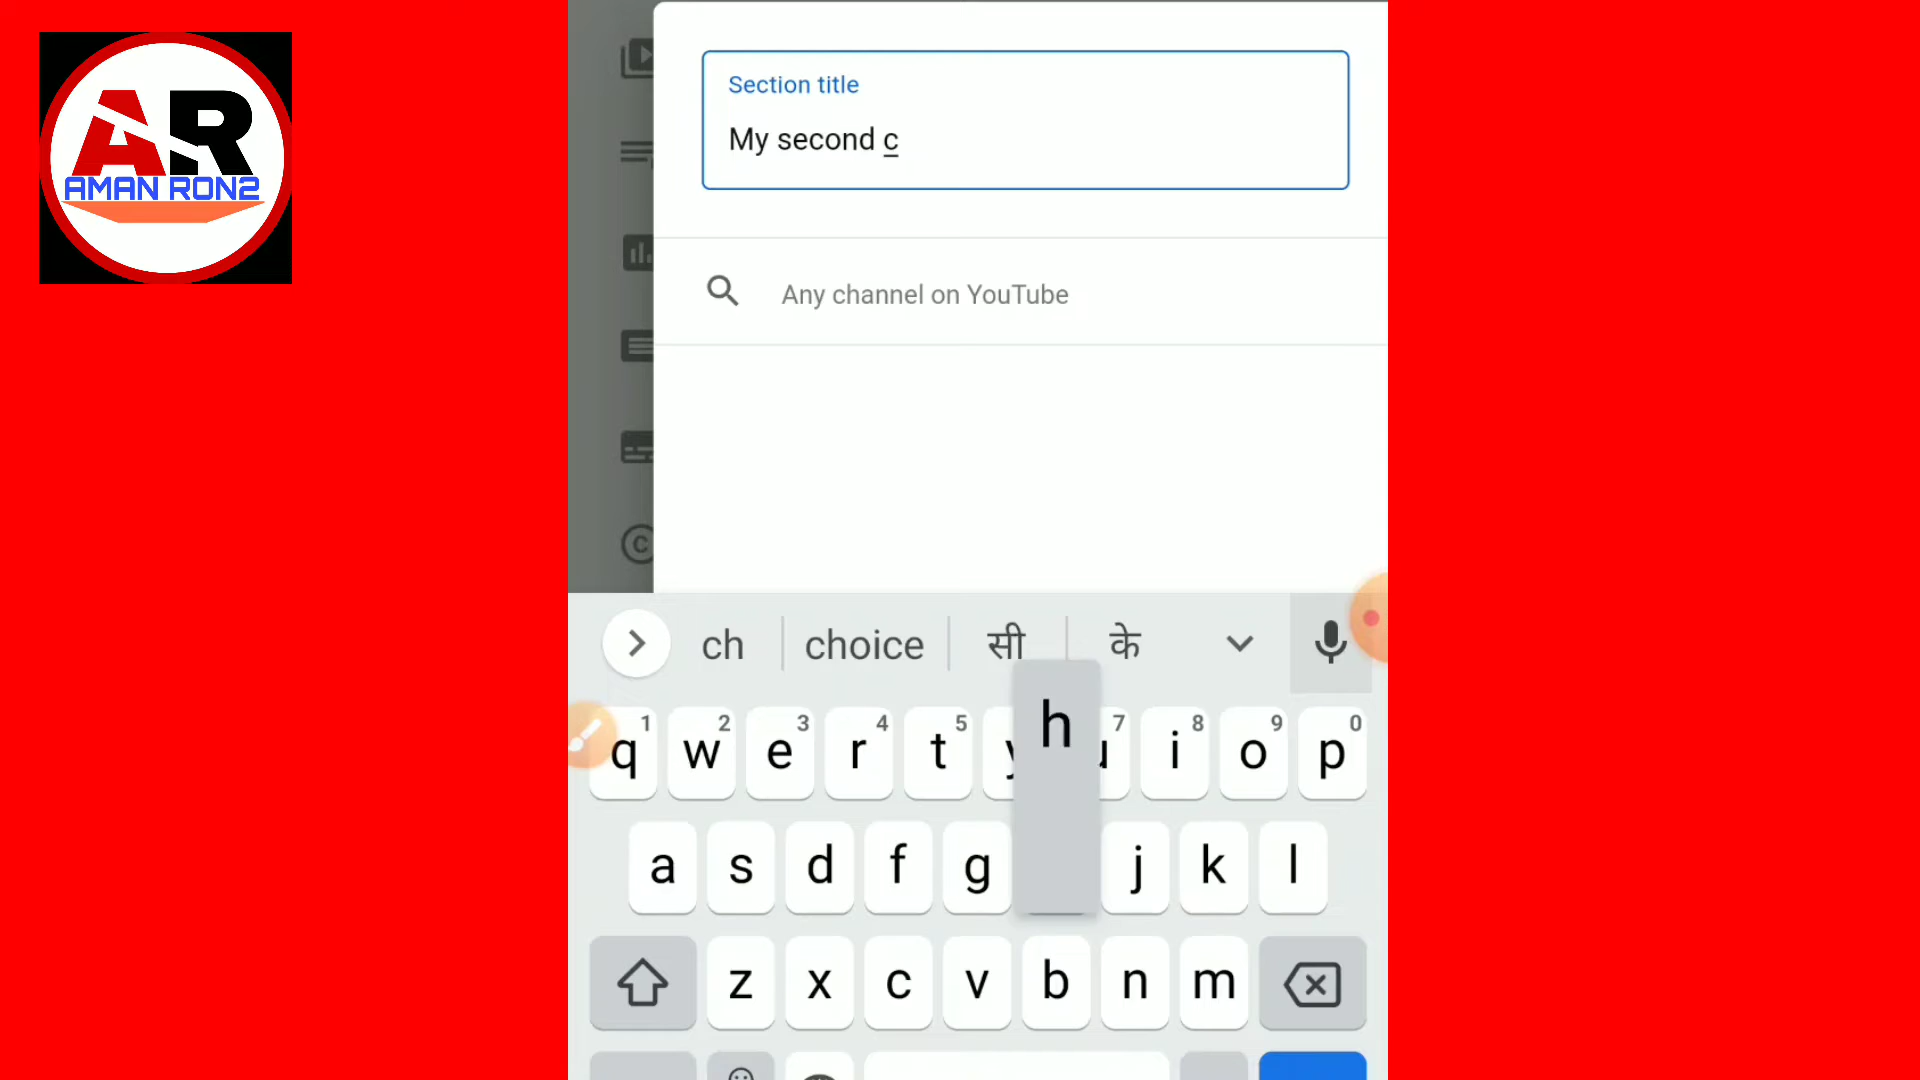 AR
AMAN RON2
Section title
My second c
Any channel on YouTube
ch choice सी के
h
1 2 3 4 5 7 8 9 0
q w e r t y u i o p
a s d f g j k l
z x c v b n m